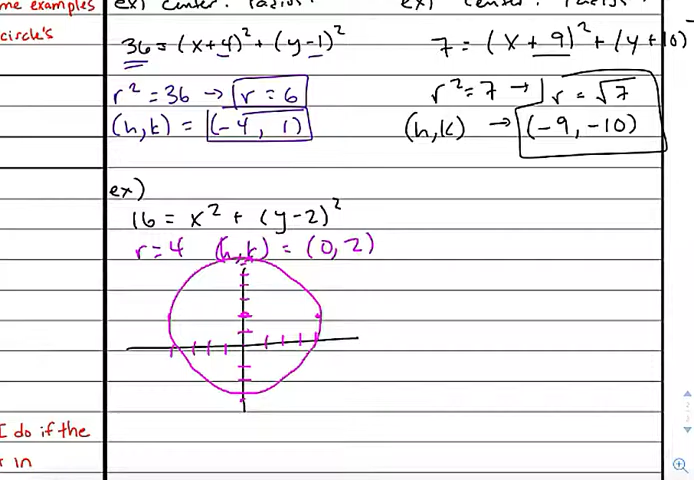 me examples
circle's
ex) center: radius:
36 = (x+4)² + (y-1)²
r² = 36 → r = 6
(h,k) = (-4, 1)
ex) center: radius:
7 = (x+9)² + (y+10)²
r² = 7 → r = √7
(h,k) → (-9, -10)
ex)
16 = x² + (y-2)²
r = 4 (h,k) = (0,2)
I do if the
in